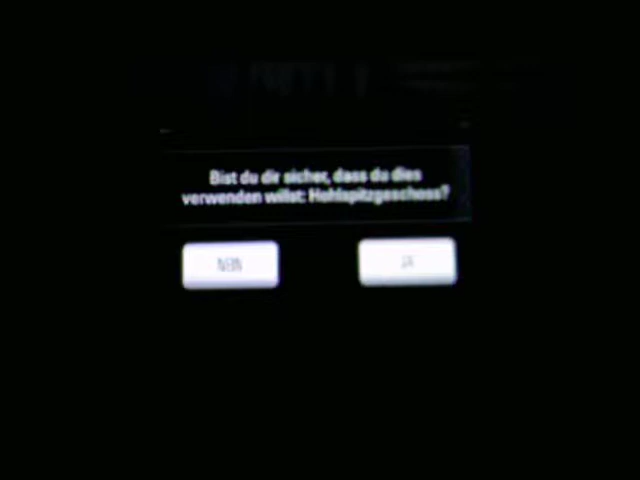 Bist du dir sicher, dass du dies
verwenden willst: Hohlspitzgeschoss?
NEIN
JA